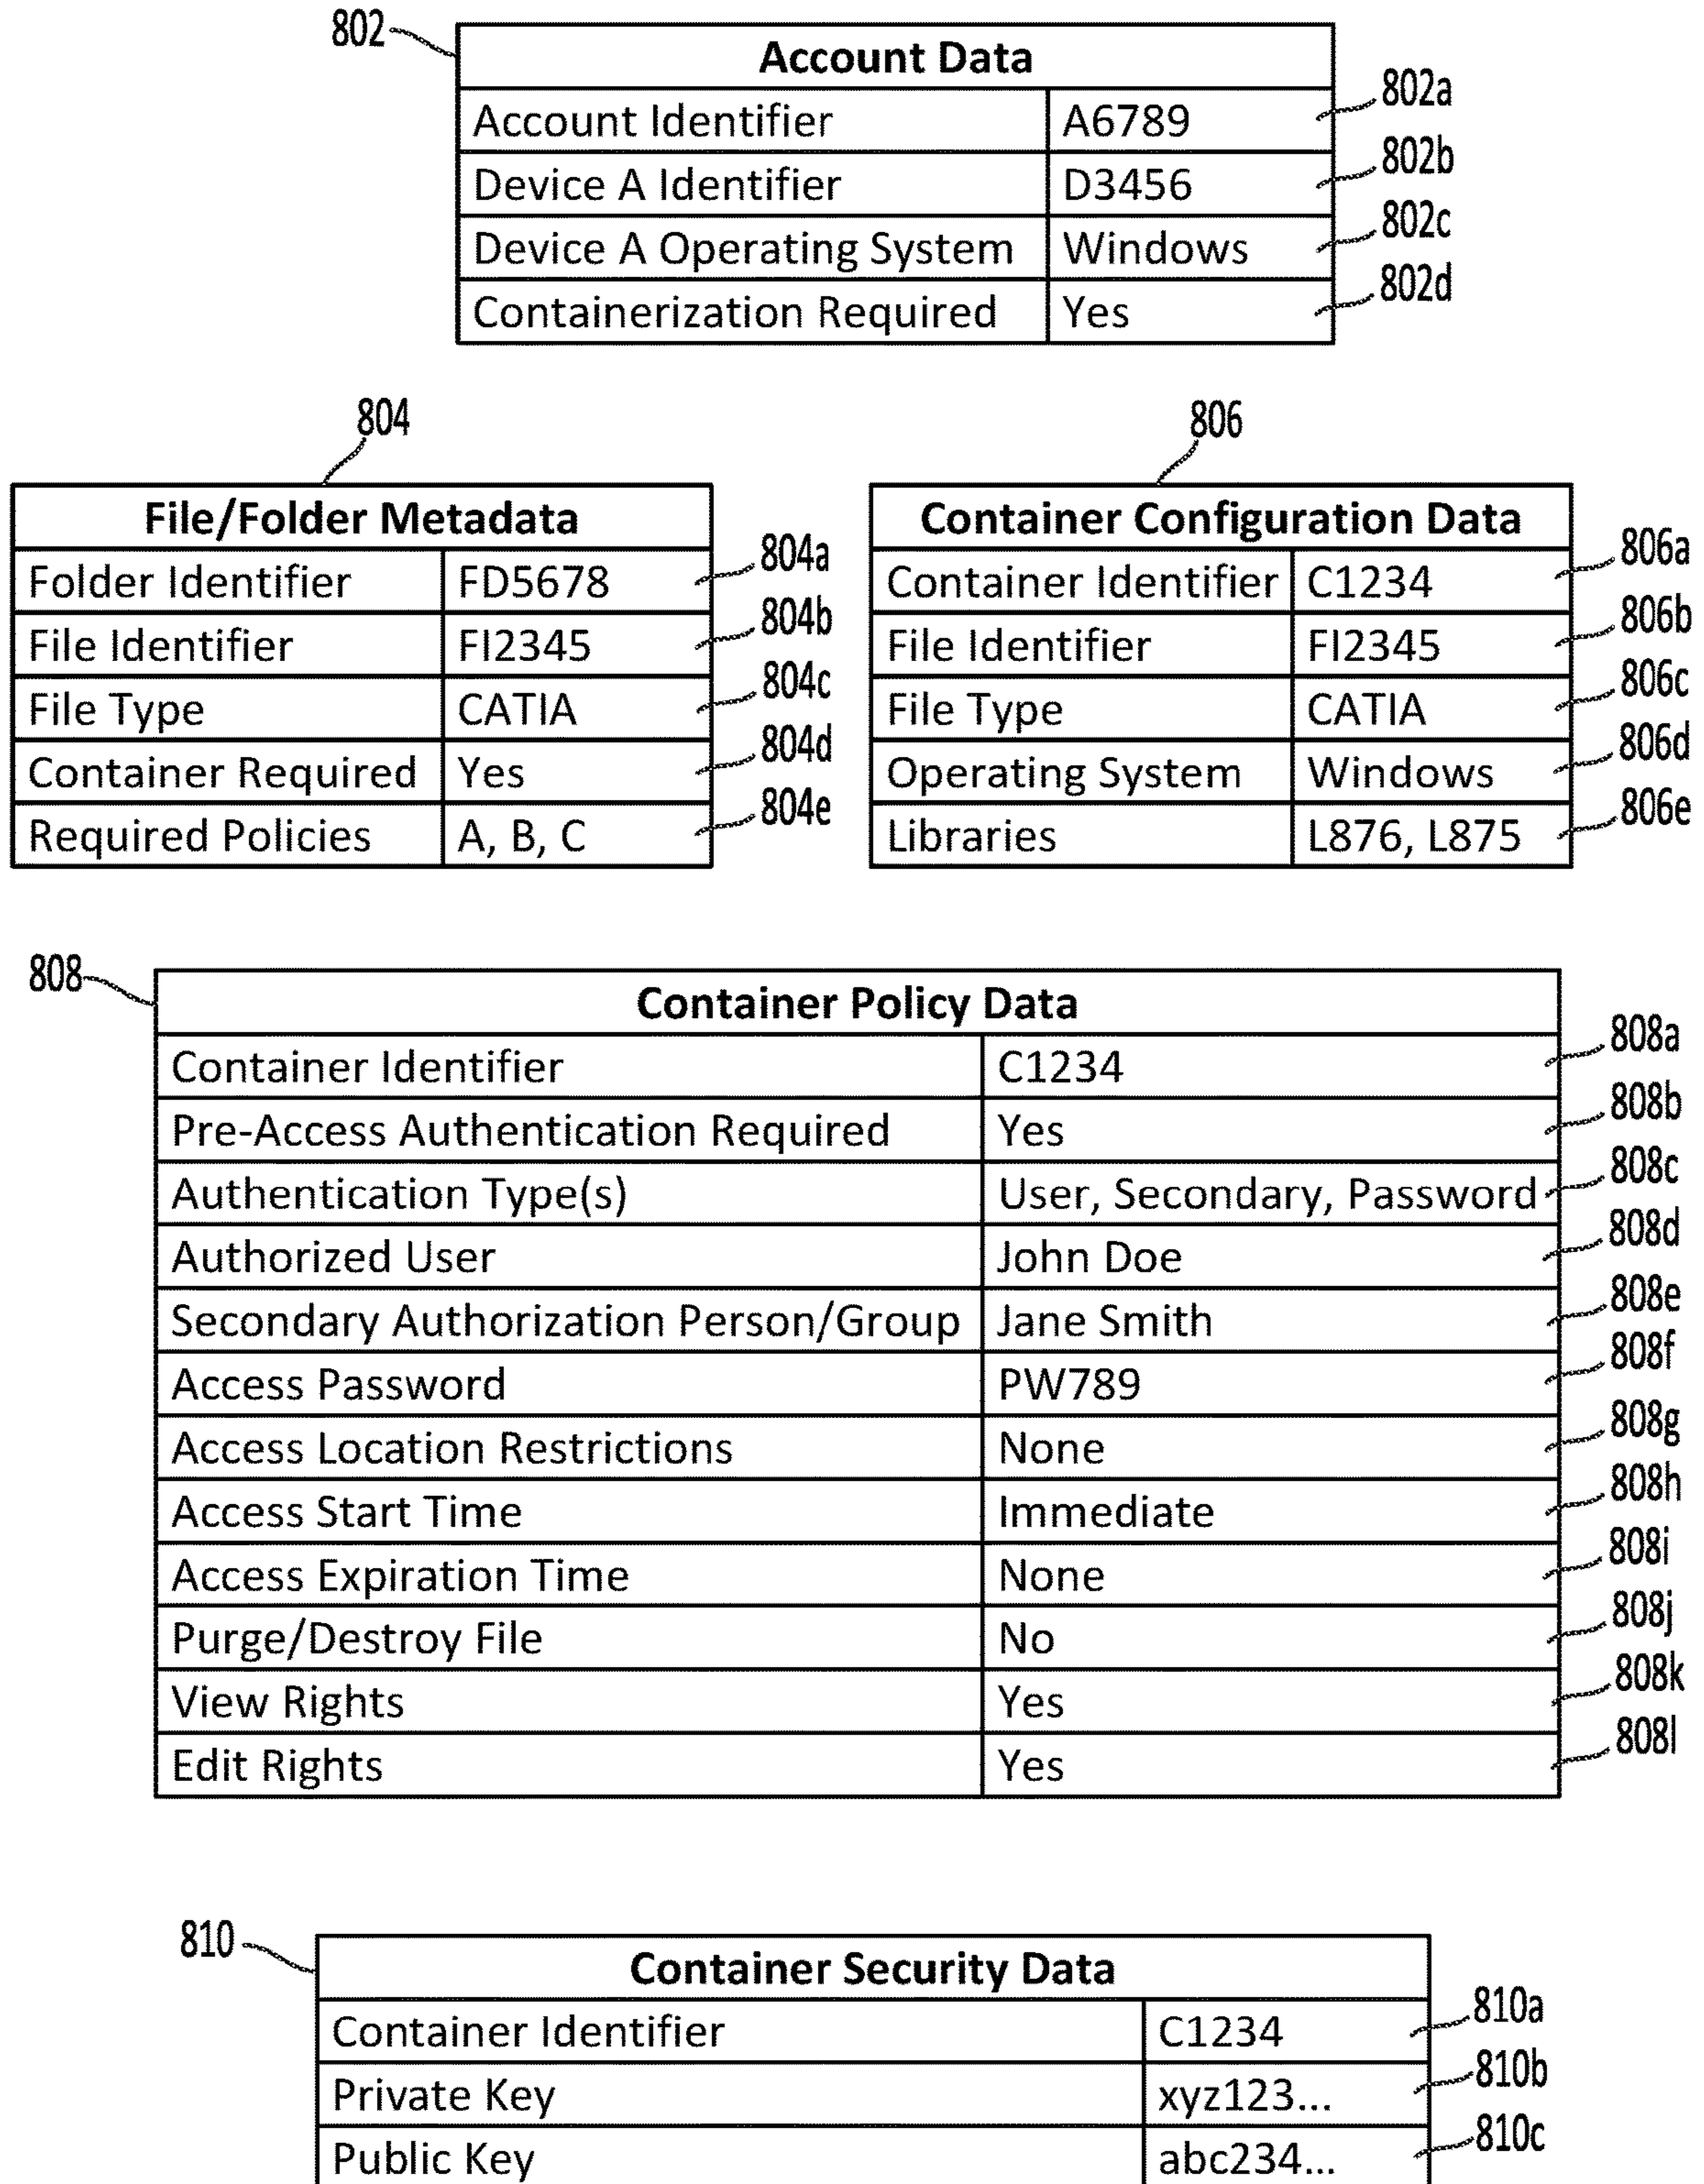 802
Account Data
Account Identifier A6789 802a
Device A Identifier D3456 802b
Device A Operating System Windows 802c
Containerization Required Yes 802d
804
File/Folder Metadata
Folder Identifier FD5678 804a
File Identifier FI2345 804b
File Type CATIA 804c
Container Required Yes 804d
Required Policies A, B, C 804e
806
Container Configuration Data
Container Identifier C1234 806a
File Identifier FI2345 806b
File Type CATIA 806c
Operating System Windows 806d
Libraries L876, L875 806e
808
Container Policy Data
Container Identifier C1234 808a
Pre-Access Authentication Required Yes 808b
Authentication Type(s) User, Secondary, Password 808c
Authorized User John Doe 808d
Secondary Authorization Person/Group Jane Smith 808e
Access Password PW789 808f
Access Location Restrictions None 808g
Access Start Time Immediate 808h
Access Expiration Time None 808i
Purge/Destroy File No 808j
View Rights Yes 808k
Edit Rights Yes 808l
810
Container Security Data
Container Identifier C1234 810a
Private Key xyz123... 810b
Public Key abc234... 810c